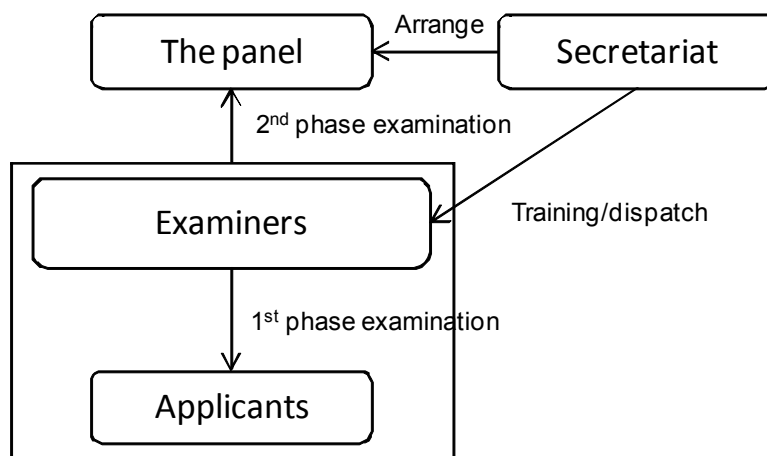 The panel
Arrange
Secretariat
2nd phase examination
Examiners
Training/dispatch
1st phase examination
Applicants